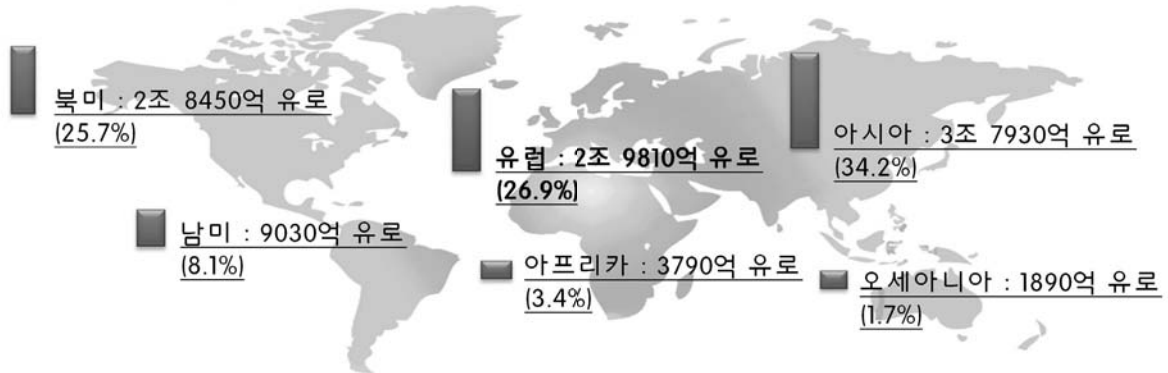 북미 : 2조 8450억 유로
(25.7%)
유럽 : 2조 9810억 유로
(26.9%)
아시아 : 3조 7930억 유로
(34.2%)
남미 : 9030억 유로
(8.1%)
아프리카 : 3790억 유로
(3.4%)
오세아니아 : 1890억 유로
(1.7%)